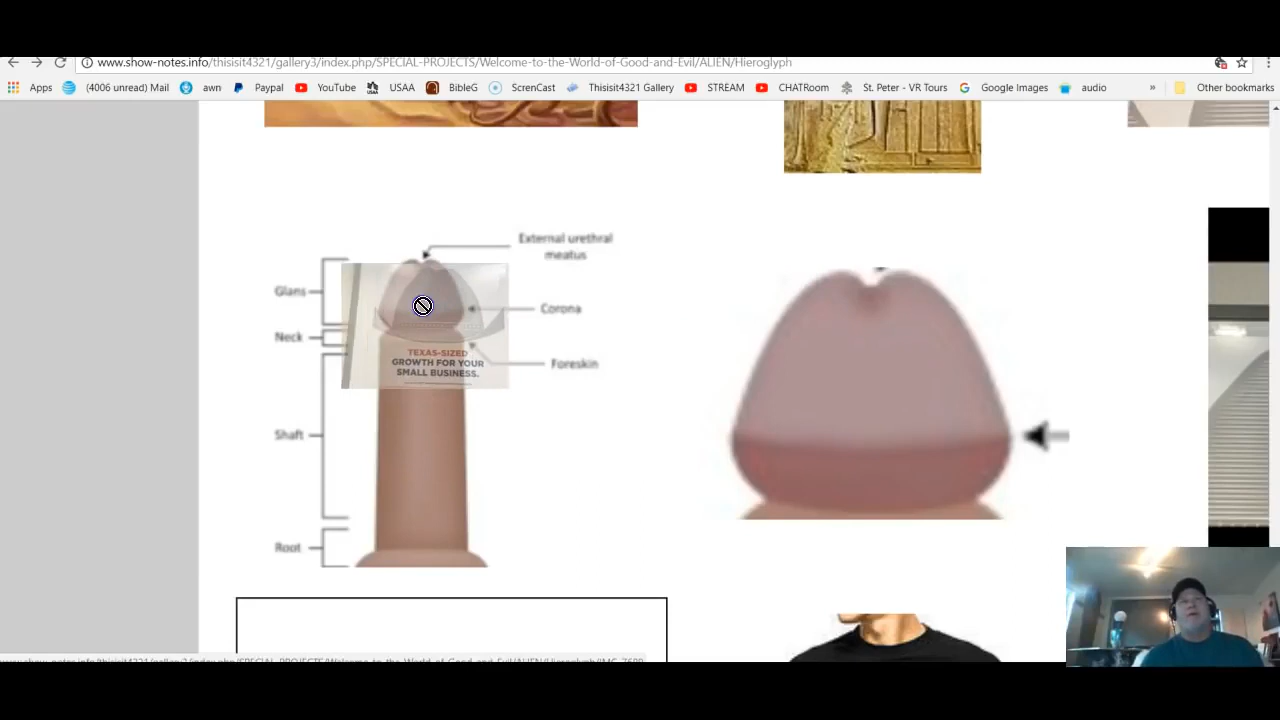 www.show-notes.info/thisisit4321/gallery3/index.php/SPECIAL-PROJECTS/Welcome-to-the-World-of-Good-and-Evil/ALIEN/Hieroglyph
Apps (4006 unread) Mail awn Paypal YouTube USAA BibleG ScrenCast Thisisit4321 Gallery STREAM CHATRoom St. Peter - VR Tours Google Images audio » Other bookmarks
External urethral
meatus
Glans
Corona
Neck
TEXAS-SIZED
GROWTH FOR YOUR
SMALL BUSINESS.
Foreskin
Shaft
Root